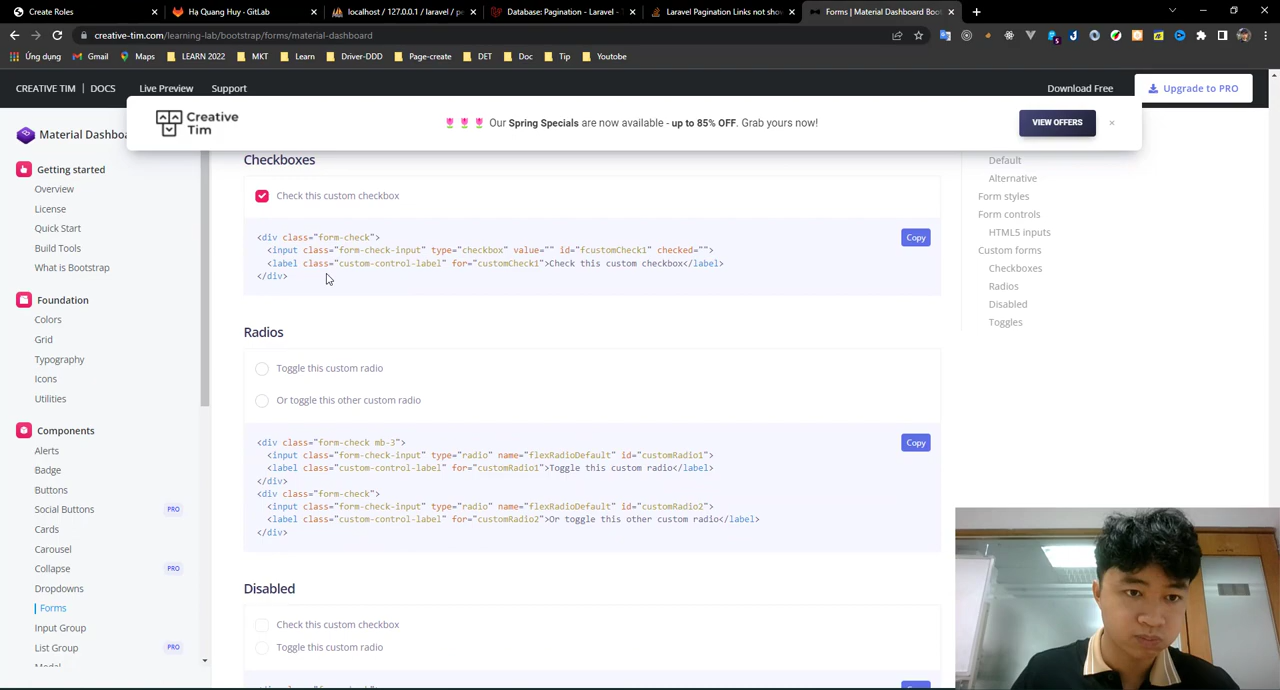 Create Roles
Hạ Quang Huy - GitLab
localhost / 127.0.0.1 / laravel / pe
Database: Pagination - Laravel -
Laravel Pagination Links not sho
Forms | Material Dashboard Boo
creative-tim.com/learning-lab/bootstrap/forms/material-dashboard
Ứng dụng
Gmail
Maps
LEARN 2022
MKT
Learn
Driver-DDD
Page-create
DET
Doc
Tip
Youtube
CREATIVE TIM
DOCS
Live Preview
Support
Download Free
Upgrade to PRO
Creative
Tim
Our Spring Specials are now available - up to 85% OFF. Grab yours now!
VIEW OFFERS
Material Dashboa
Getting started
Overview
License
Quick Start
Build Tools
What is Bootstrap
Foundation
Colors
Grid
Typography
Icons
Utilities
Components
Alerts
Badge
Buttons
Social Buttons PRO
Cards
Carousel
Collapse PRO
Dropdowns
Forms
Input Group
List Group PRO
Modal
Checkboxes
Check this custom checkbox
Copy
<div class="form-check">
<input class="form-check-input" type="checkbox" value="" id="fcustomCheck1" checked="">
<label class="custom-control-label" for="customCheck1">Check this custom checkbox</label>
</div>
Radios
Toggle this custom radio
Or toggle this other custom radio
Copy
<div class="form-check mb-3">
<input class="form-check-input" type="radio" name="flexRadioDefault" id="customRadio1">
<label class="custom-control-label" for="customRadio1">Toggle this custom radio</label>
</div>
<div class="form-check">
<input class="form-check-input" type="radio" name="flexRadioDefault" id="customRadio2">
<label class="custom-control-label" for="customRadio2">Or toggle this other custom radio</label>
</div>
Disabled
Check this custom checkbox
Toggle this custom radio
Default
Alternative
Form styles
Form controls
HTML5 inputs
Custom forms
Checkboxes
Radios
Disabled
Toggles